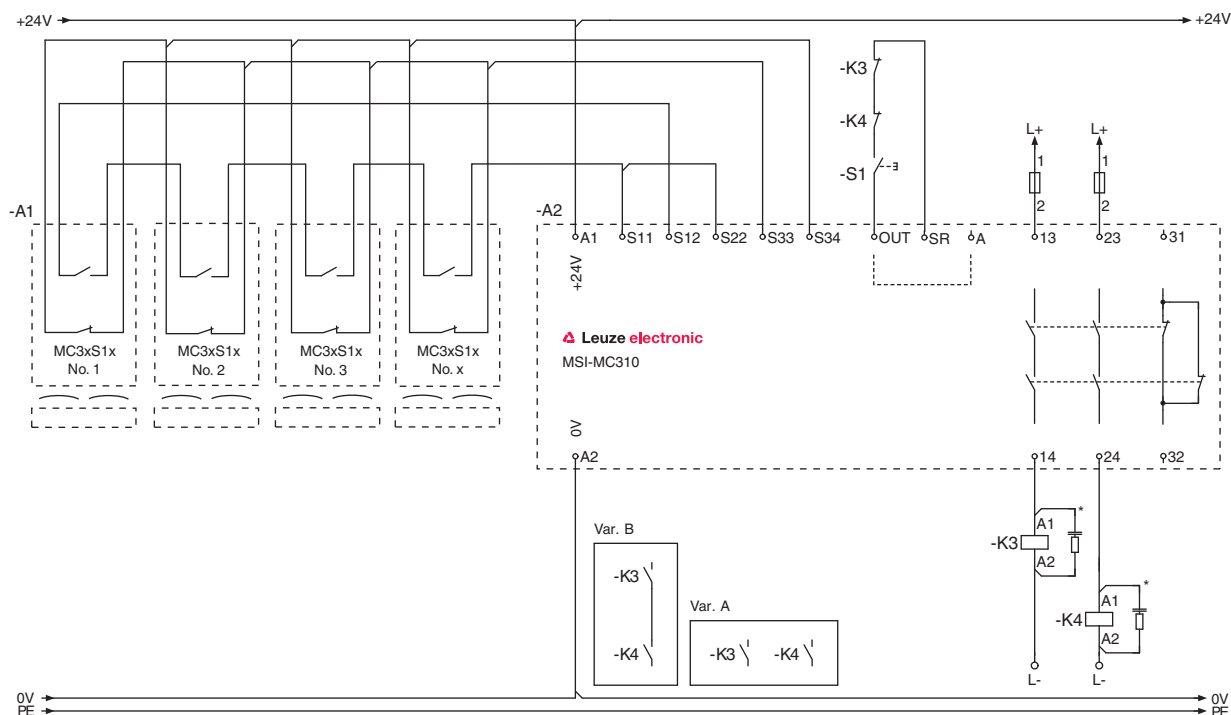 +24V
+24V
-K3
-K4
-S1
L+
L+
1
1
2
2
-A1
-A2
A1
S11
S12
S22
S33
S34
OUT
SR
A
13
23
31
+24V
MC3xS1x
No. 1
MC3xS1x
No. 2
MC3xS1x
No. 3
MC3xS1x
No. x
Leuze electronic
MSI-MC310
0V
A2
14
24
32
Var. B
-K3
-K4
Var. A
-K3
-K4
-K3
A1
A2
*
-K4
A1
A2
*
L-
L-
0V
0V
PE
PE